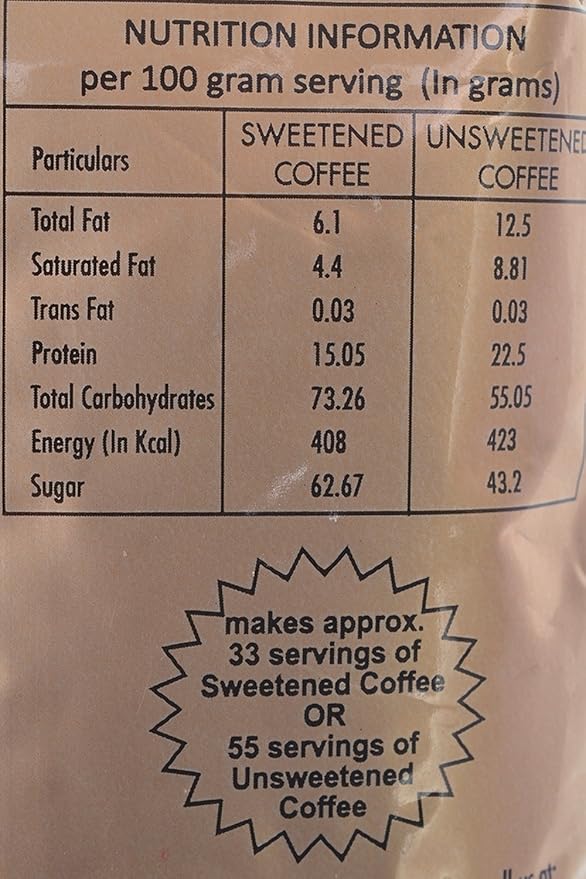 NUTRITION INFORMATION
per 100 gram serving (In grams)
Particulars SWEETENED COFFEE UNSWEETENED COFFEE
Total Fat 6.1 12.5
Saturated Fat 4.4 8.81
Trans Fat 0.03 0.03
Protein 15.05 22.5
Total Carbohydrates 73.26 55.05
Energy (In Kcal) 408 423
Sugar 62.67 43.2
makes approx.
33 servings of
Sweetened Coffee
OR
55 servings of
Unsweetened
Coffee